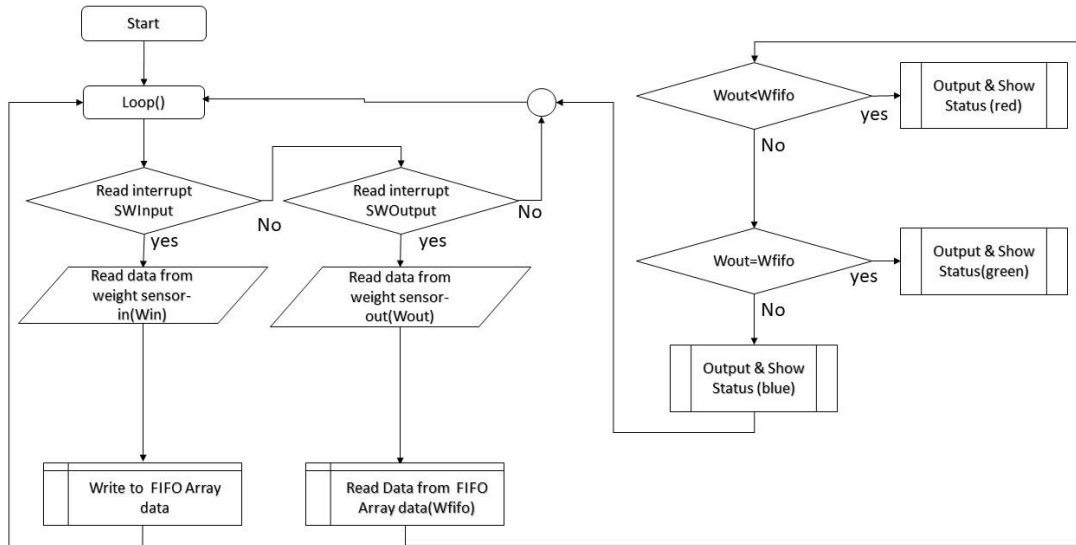 Start
Loop()
Read interrupt
SWInput
No
yes
Read data from
weight sensor-
in(Win)
Write to FIFO Array
data
Read interrupt
SWOutput
No
yes
Read data from
weight sensor-
out(Wout)
Read Data from FIFO
Array data(Wfifo)
Wout<Wfifo
yes
No
Output & Show
Status (red)
Wout=Wfifo
yes
No
Output & Show
Status(green)
Output & Show
Status (blue)